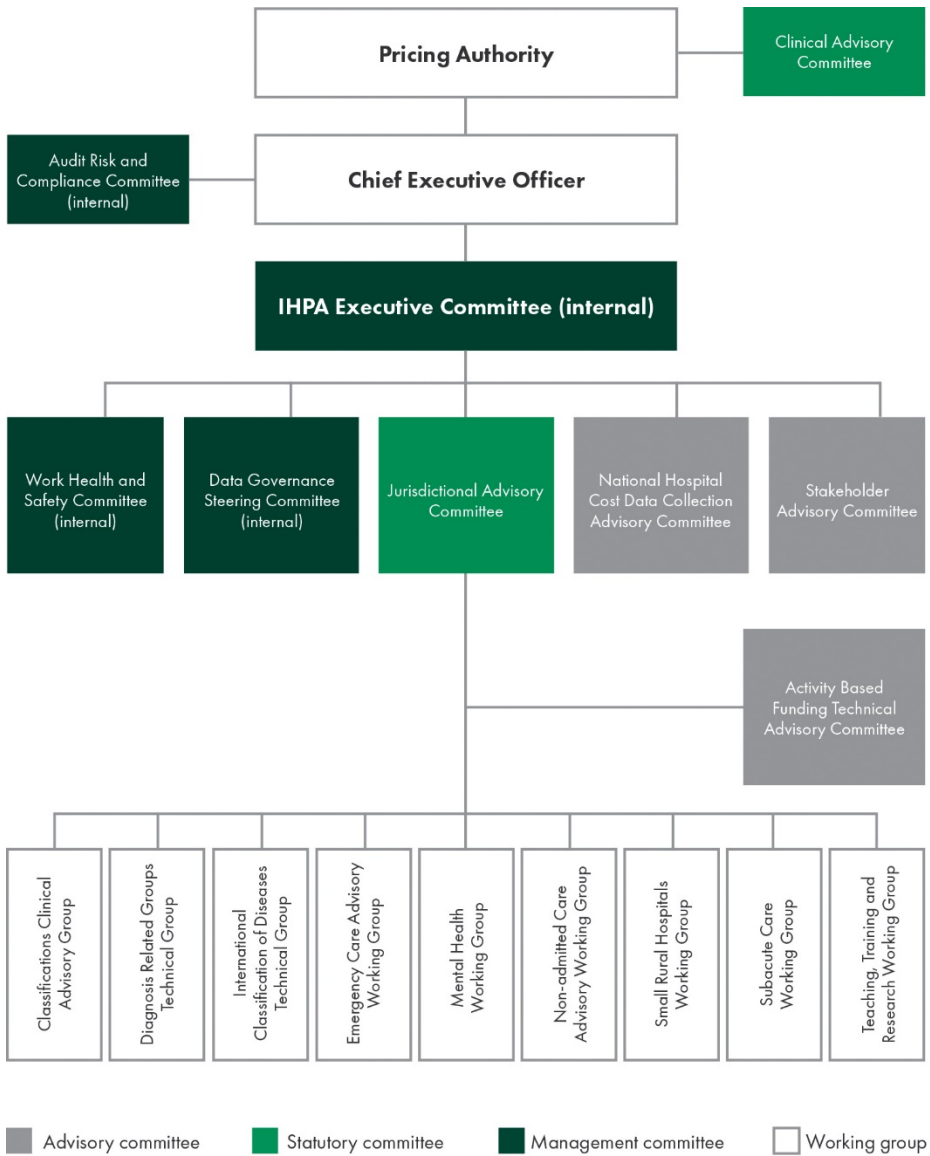 Pricing Authority
Clinical Advisory
Committee
Audit Risk and
Compliance Committee
(internal)
Chief Executive Officer
IHPA Executive Committee (internal)
Work Health and
Safety Committee
(internal)
Data Governance
Steering Committee
(internal)
Jurisdictional Advisory
Committee
National Hospital
Cost Data Collection
Advisory Committee
Stakeholder
Advisory Committee
Activity Based
Funding Technical
Advisory Committee
Classifications Clinical
Advisory Group
Diagnosis Related Groups
Technical Group
International
Classification of Diseases
Technical Group
Emergency Care Advisory
Working Group
Mental Health
Working Group
Non-admitted Care
Advisory Working Group
Small Rural Hospitals
Working Group
Subacute Care
Working Group
Teaching, Training and
Research Working Group
Advisory committee
Statutory committee
Management committee
Working group